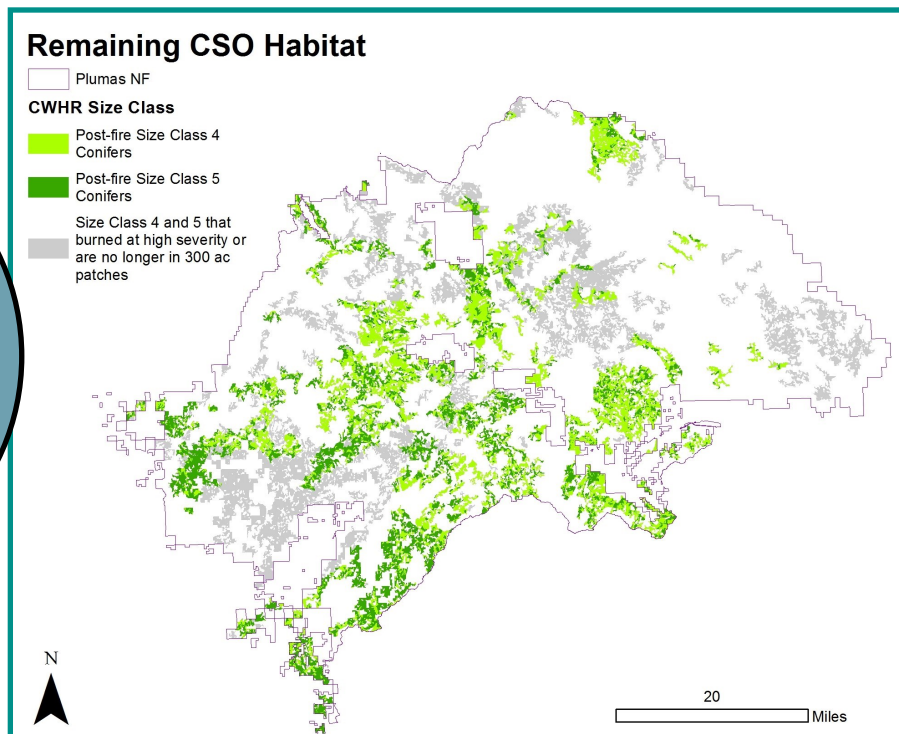 Remaining CSO Habitat
Plumas NF
CWHR Size Class
Post-fire Size Class 4
Conifers
Post-fire Size Class 5
Conifers
Size Class 4 and 5 that
burned at high severity or
are no longer in 300 ac
patches
N
20
Miles